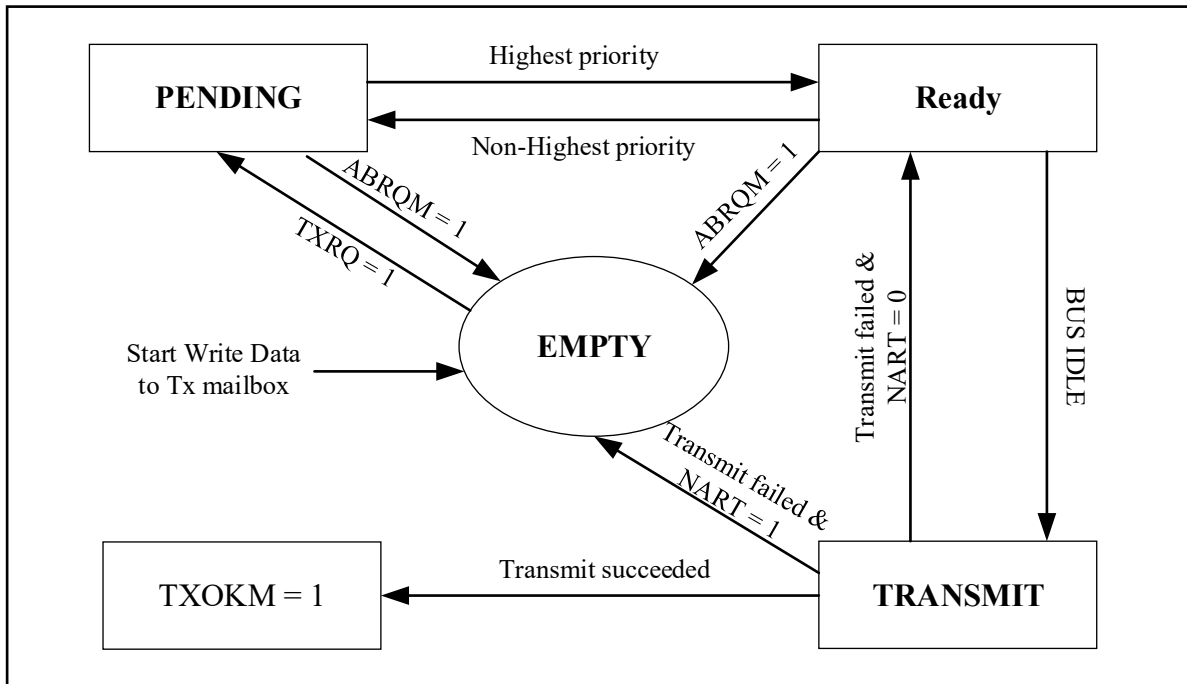 Highest priority
PENDING
Ready
Non-Highest priority
ABRQM = 1
TXRQ = 1
ABRQM = 1
Transmit failed &
NART = 0
BUS IDLE
EMPTY
Start Write Data
to Tx mailbox
Transmit failed &
NART = 1
Transmit succeeded
TXOKM = 1
TRANSMIT